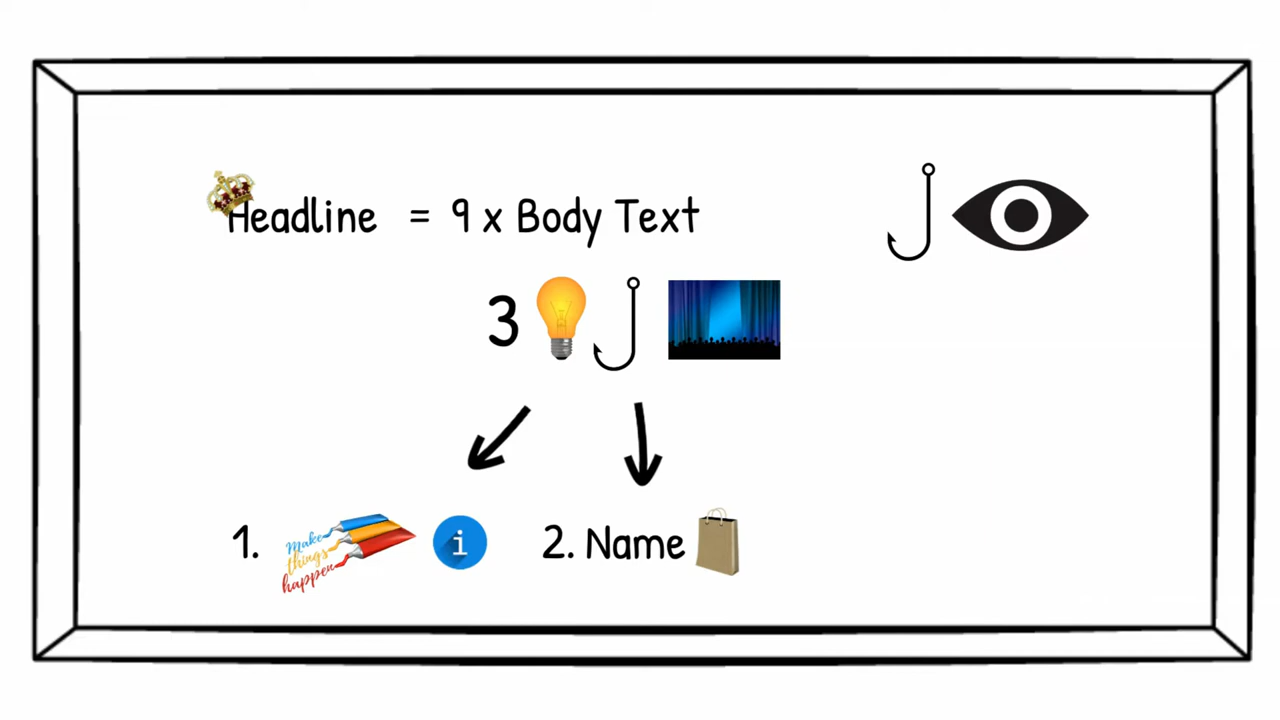 Headline = 9 x Body Text
3
1.
Make
things
happen
i
2. Name